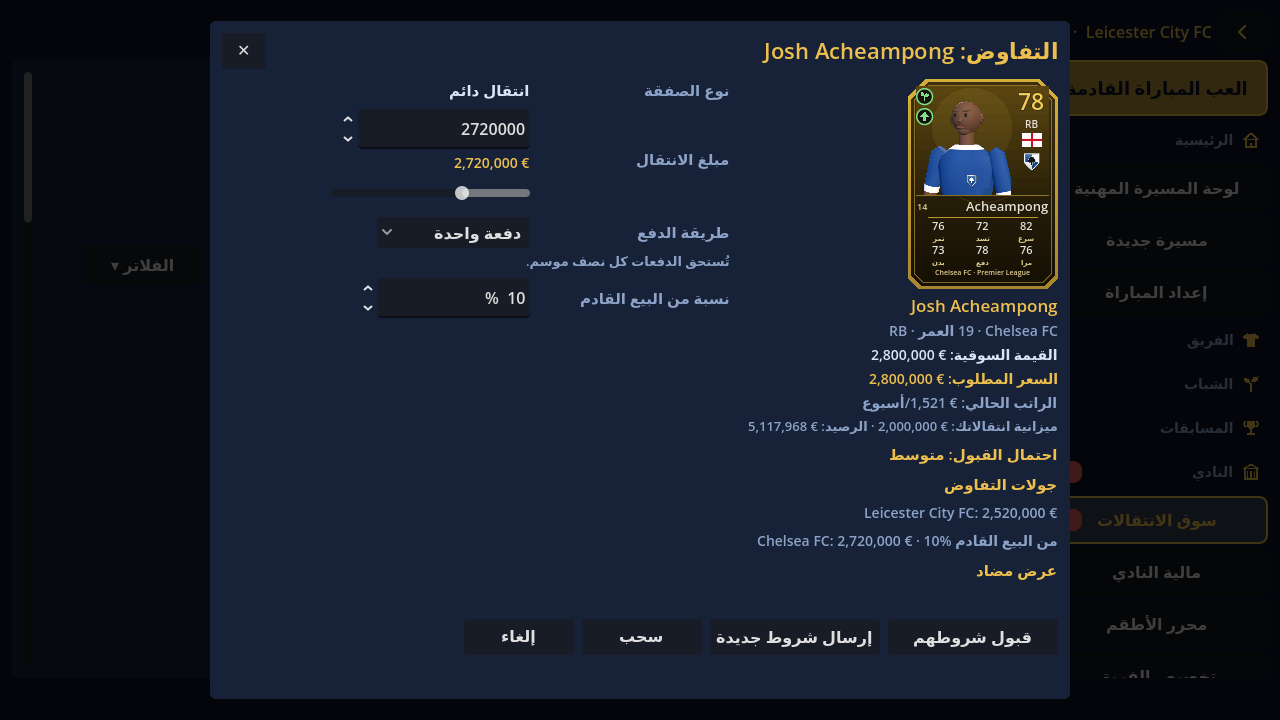 التفاوض: Josh Acheampong
✕
78
RB
14
Acheampong
76 72 82
نمر تسد سرع
73 78 76
بدن دفع مرا
Chelsea FC · Premier League
Josh Acheampong
RB · العمر 19 · Chelsea FC
القيمة السوقية: € 2,800,000
السعر المطلوب: € 2,800,000
الراتب الحالي: € 1,521/أسبوع
ميزانية انتقالاتك: € 2,000,000 · الرصيد: € 5,117,968
احتمال القبول: متوسط
جولات التفاوض
Leicester City FC: 2,520,000 €
Chelsea FC: 2,720,000 € · 10% من البيع القادم
عرض مضاد
نوع الصفقة
انتقال دائم
مبلغ الانتقال
2720000
2,720,000 €
طريقة الدفع
دفعة واحدة
تُستحق الدفعات كل نصف موسم.
نسبة من البيع القادم
10 %
قبول شروطهم
إرسال شروط جديدة
سحب
إلغاء
· Leicester City FC
العب المباراة القادمة
الرئيسية
لوحة المسيرة المهنية
مسيرة جديدة
إعداد المباراة
الفريق
الشباب
المسابقات
النادي
سوق الانتقالات
مالية النادي
محرر الأطقم
الفلاتر ▾